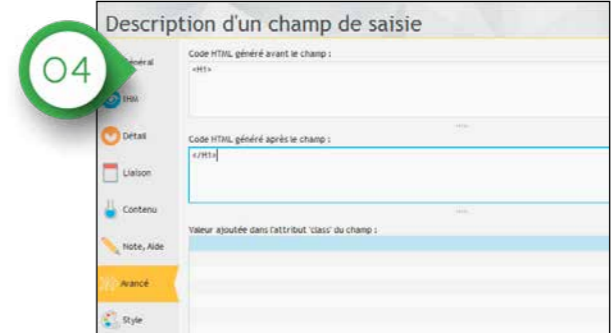 Description d'un champ de saisie
04
Général
Code HTML généré avant le champ :
<H1>
IHM
Détail
Code HTML généré après le champ :
</H1>
Liaison
Contenu
Valeur ajoutée dans l'attribut 'class' du champ :
Note, Aide
Avancé
Style